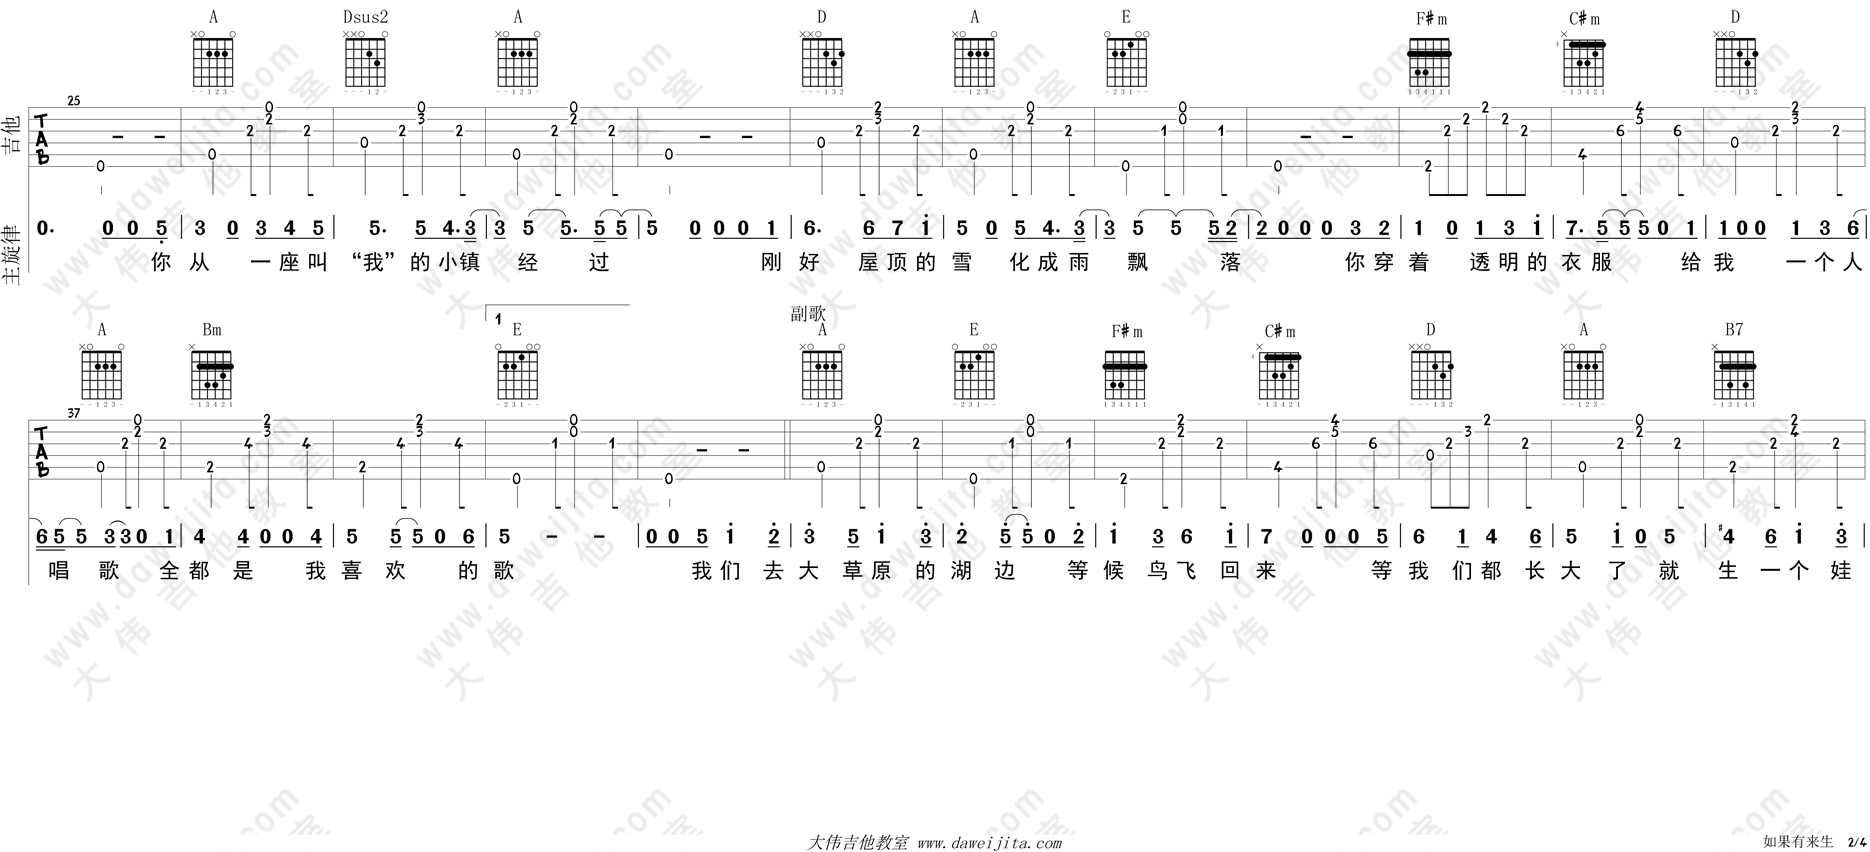 A Dsus2 A D A E F#m C#m D
吉他 25
主旋律
0. 0 0 5 | 3 0 3 4 5 | 5. 5 4. 3 | 3 5 5. 5 5 | 5 0 0 0 1 | 6. 6 7 i | 5 0 5 4. 3 | 3 5 5 5 2 | 2 0 0 0 3 2 | 1 0 1 3 i | 7. 5 5 5 0 1 | 1 0 0 1 3 6
你 从 一 座 叫 “我” 的 小 镇 经 过 刚 好 屋 顶 的 雪 化 成 雨 飘 落 你 穿 着 透 明 的 衣 服 给 我 一 个 人
1 副歌
A Bm E A E F#m C#m D A B7
37
6 5 5 3 3 0 1 | 4 4 0 0 4 | 5 5 5 0 6 | 5 – – | 0 0 5 i 2 | 3 5 i 3 | 2 5 5 0 2 | i 3 6 i | 7 0 0 0 5 | 6 1 4 6 | 5 i 0 5 | #4 6 i 3
唱 歌 全 都 是 我 喜 欢 的 歌 我 们 去 大 草 原 的 湖 边 等 候 鸟 飞 回 来 等 我 们 都 长 大 了 就 生 一 个 娃
大伟吉他教室 www.daweijita.com
如果有来生 2/4